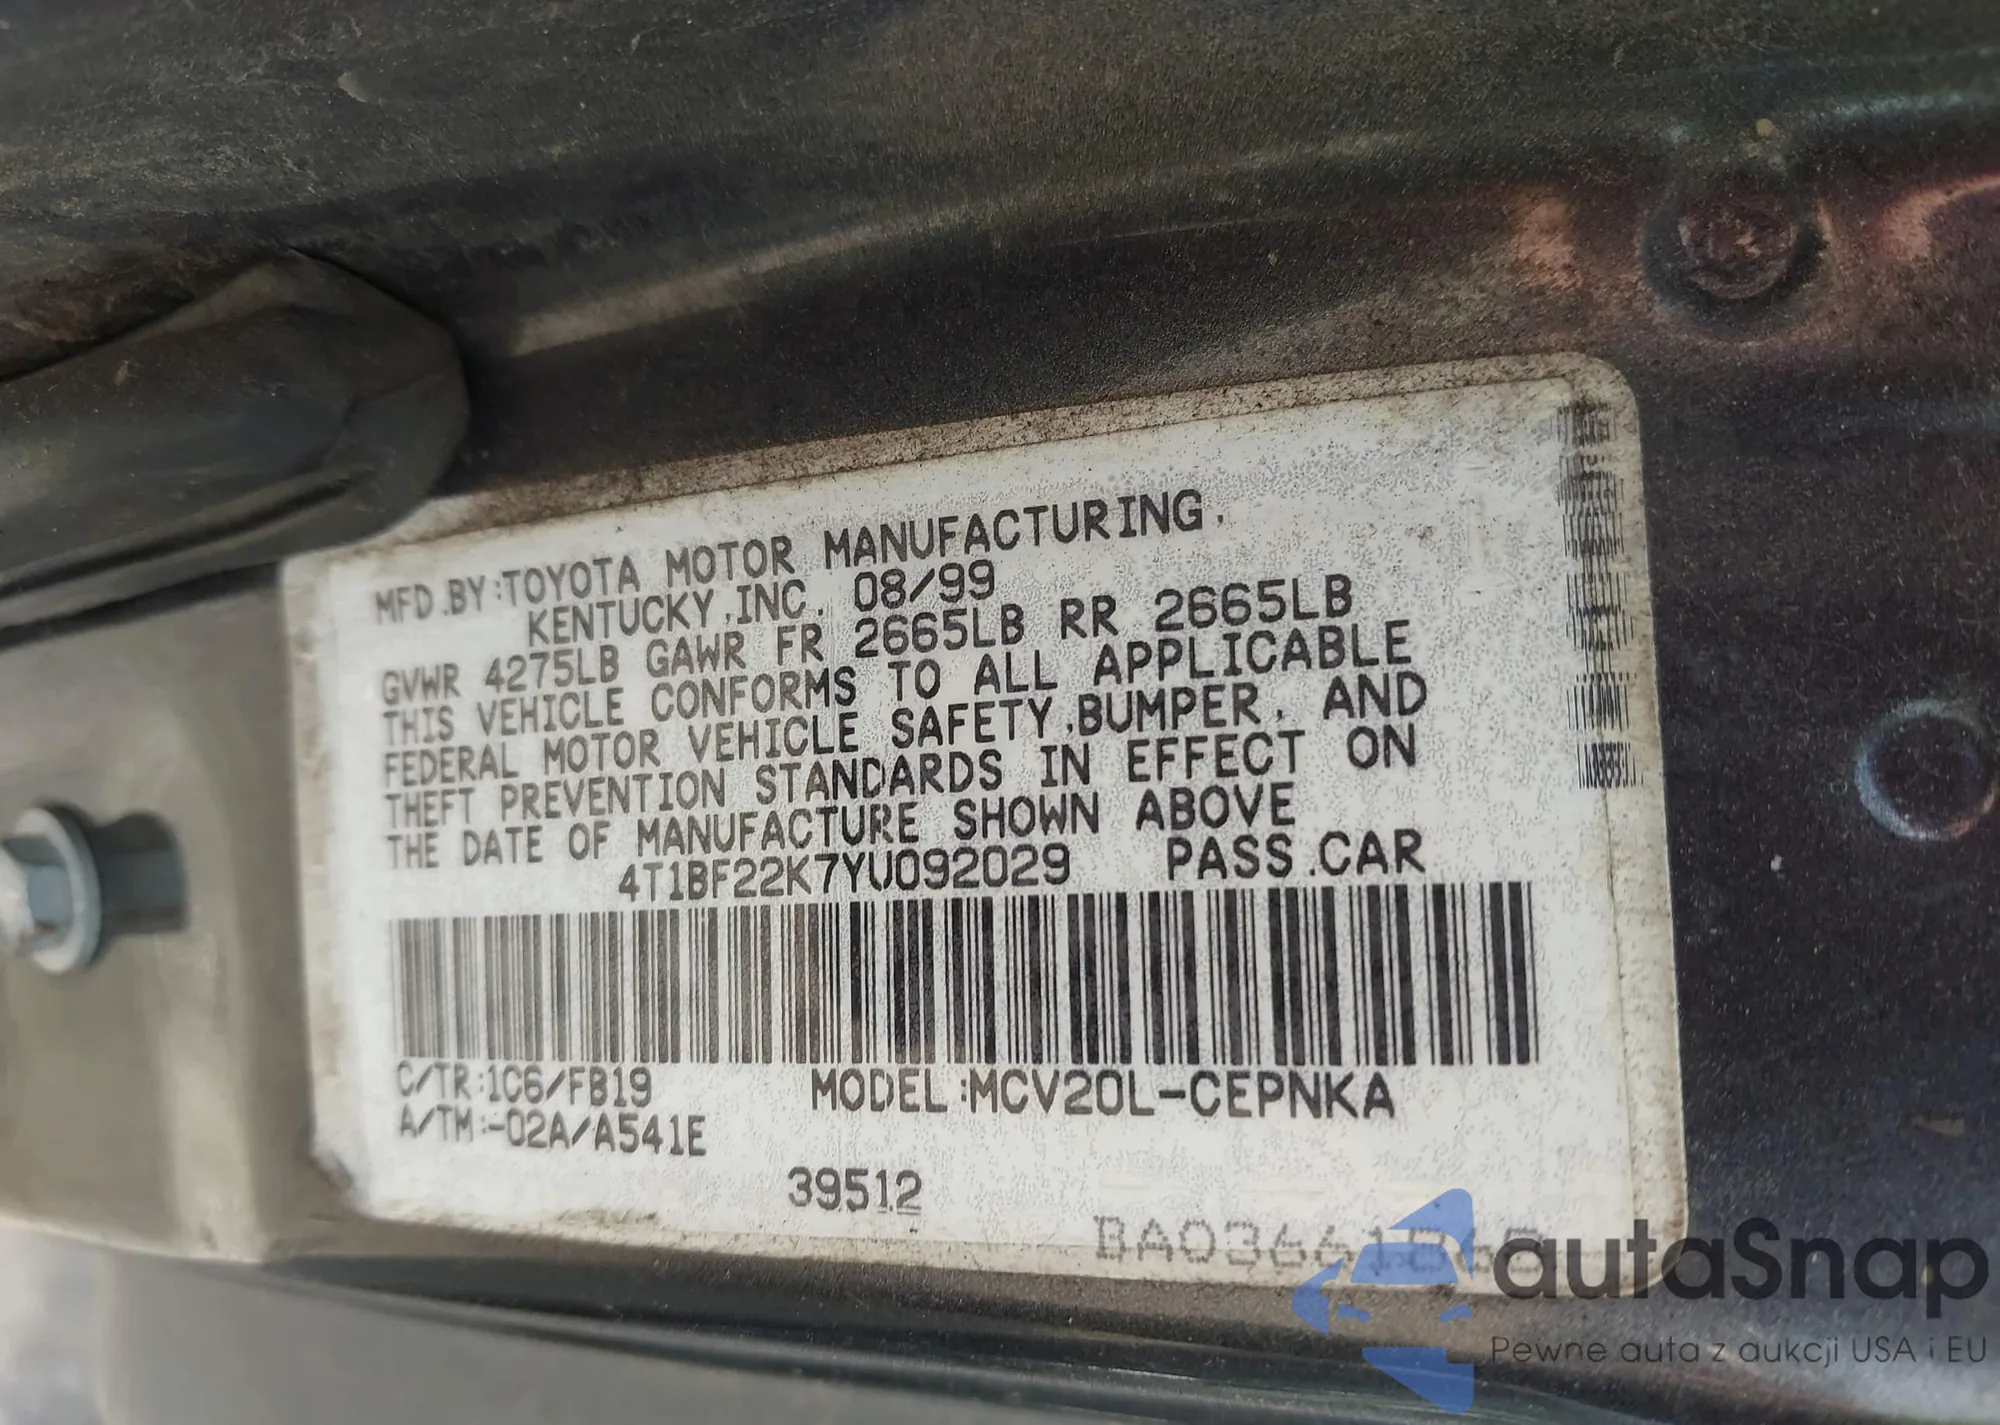 MFD.BY:TOYOTA MOTOR MANUFACTURING,
KENTUCKY,INC. 08/99
GVWR 4275LB GAWR FR 2665LB RR 2665LB
THIS VEHICLE CONFORMS TO ALL APPLICABLE
FEDERAL MOTOR VEHICLE SAFETY,BUMPER, AND
THEFT PREVENTION STANDARDS IN EFFECT ON
THE DATE OF MANUFACTURE SHOWN ABOVE
4T1BF22K7YU092029 PASS.CAR
C/TR:1C6/FB19 MODEL:MCV20L-CEPNKA
A/TM:-02A/A541E
39512
autaSnap
Pewne auta z aukcji USA i EU